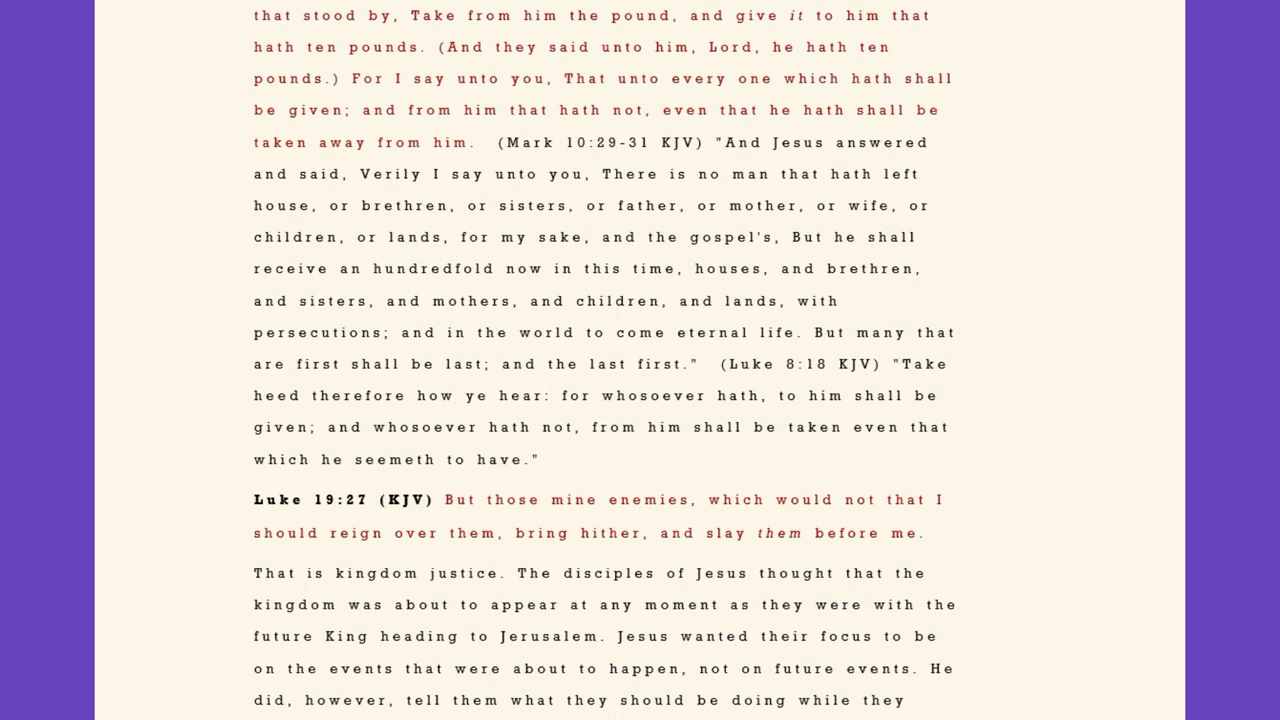 that stood by, Take from him the pound, and give it to him that
hath ten pounds. (And they said unto him, Lord, he hath ten
pounds.) For I say unto you, That unto every one which hath shall
be given; and from him that hath not, even that he hath shall be
taken away from him.  (Mark 10:29-31 KJV) "And Jesus answered
and said, Verily I say unto you, There is no man that hath left
house, or brethren, or sisters, or father, or mother, or wife, or
children, or lands, for my sake, and the gospel's, But he shall
receive an hundredfold now in this time, houses, and brethren,
and sisters, and mothers, and children, and lands, with
persecutions; and in the world to come eternal life. But many that
are first shall be last; and the last first."  (Luke 8:18 KJV) "Take
heed therefore how ye hear: for whosoever hath, to him shall be
given; and whosoever hath not, from him shall be taken even that
which he seemeth to have."
Luke 19:27 (KJV) But those mine enemies, which would not that I
should reign over them, bring hither, and slay them before me.
That is kingdom justice. The disciples of Jesus thought that the
kingdom was about to appear at any moment as they were with the
future King heading to Jerusalem. Jesus wanted their focus to be
on the events that were about to happen, not on future events. He
did, however, tell them what they should be doing while they